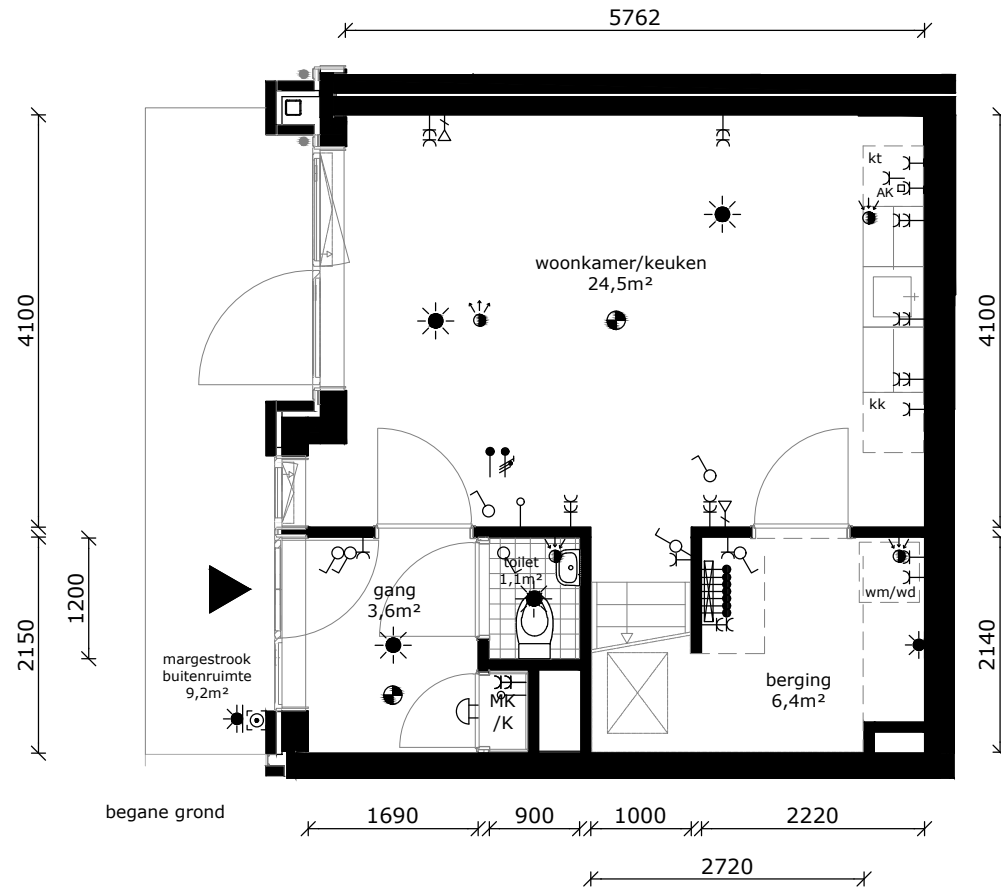 5762
4100
4100
kt
AK
woonkamer/keuken
24,5m²
kk
1200
2150
2140
toilet
1,1m²
gang
3,6m²
wm/wd
margestrook
buitenruimte
9,2m²
berging
6,4m²
MK
/K
begane grond
1690
900
1000
2220
2720